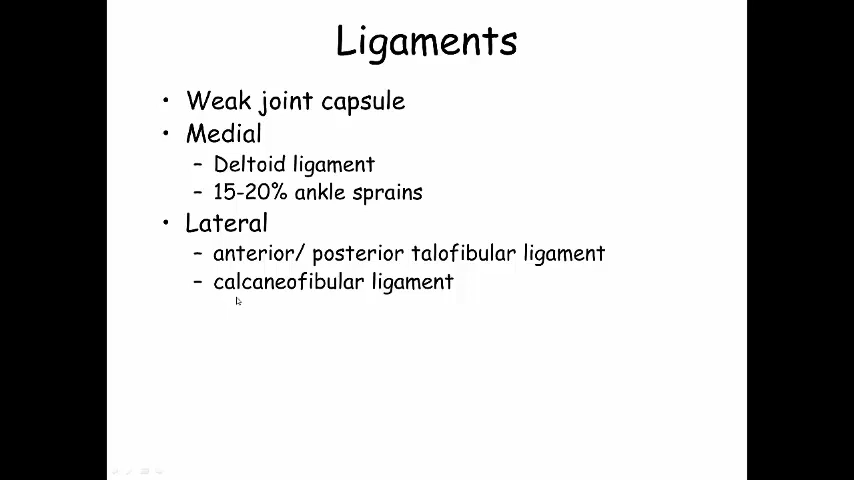 Ligaments
• Weak joint capsule
• Medial
– Deltoid ligament
– 15-20% ankle sprains
• Lateral
– anterior/ posterior talofibular ligament
– calcaneofibular ligament